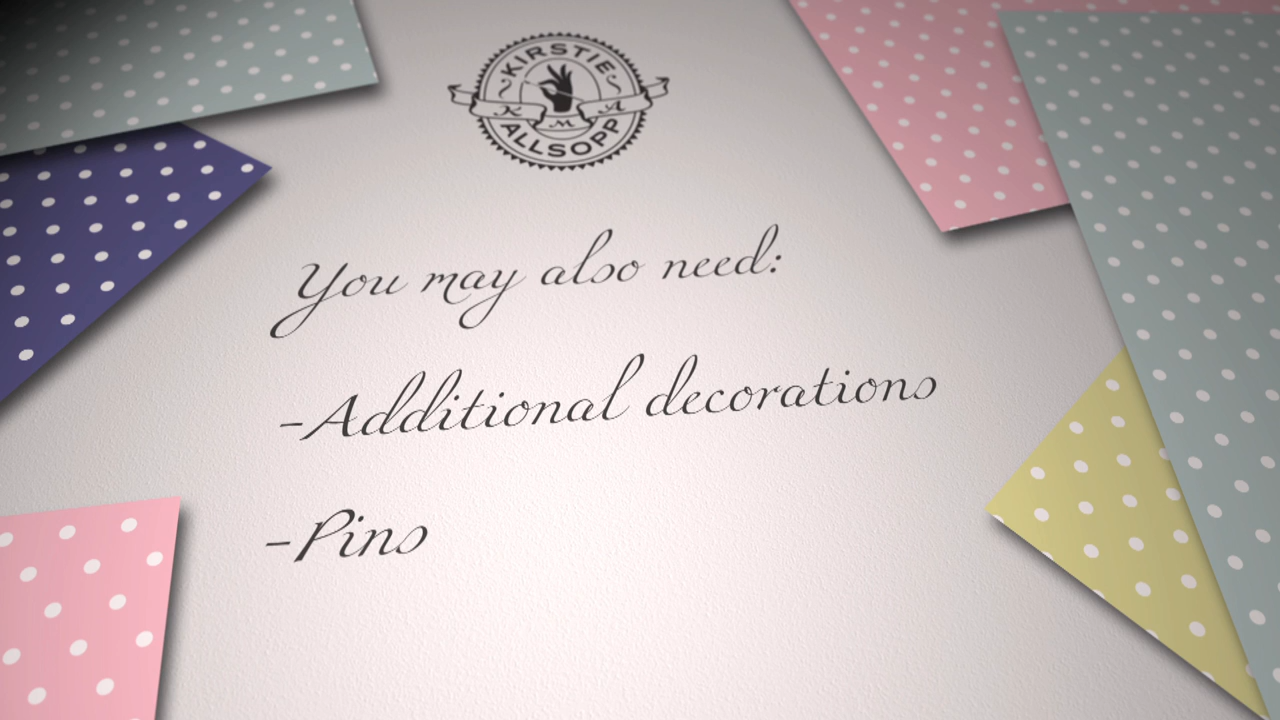 KIRSTIE
K M A
ALLSOPP
You may also need:
-Additional decorations
-Pins